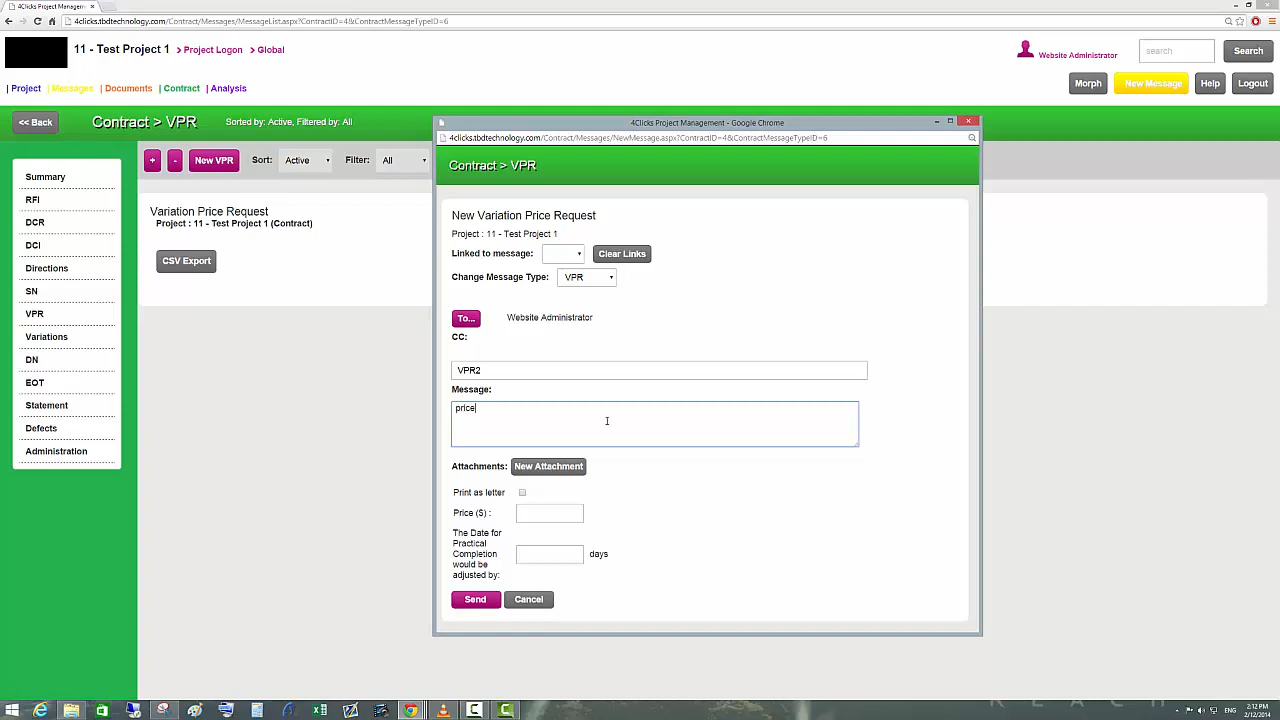 4Clicks Project Managem
4clicks.tbdtechnology.com/Contract/Messages/MessageList.aspx?ContractID=4&ContractMessageTypeID=6
11 - Test Project 1 > Project Logon > Global
Website Administrator
search
Search
| Project | Messages | Documents | Contract | Analysis
Morph
New Message
Help
Logout
<< Back
Contract > VPR
Sorted by: Active, Filtered by: All
+
-
New VPR
Sort:
Active
Filter:
All
Summary
RFI
DCR
DCI
Directions
SN
VPR
Variations
DN
EOT
Statement
Defects
Administration
Variation Price Request
Project : 11 - Test Project 1 (Contract)
CSV Export
4Clicks Project Management - Google Chrome
4clicks.tbdtechnology.com/Contract/Messages/NewMessage.aspx?ContractID=4&ContractMessageTypeID=6
Contract > VPR
New Variation Price Request
Project : 11 - Test Project 1
Linked to message:
Clear Links
Change Message Type:
VPR
To...
Website Administrator
CC:
VPR2
Message:
price
Attachments:
New Attachment
Print as letter
Price ($) :
The Date for
Practical
Completion
would be
adjusted by:
days
Send
Cancel
R E A C H
2:12 PM
ENG
2/12/2014